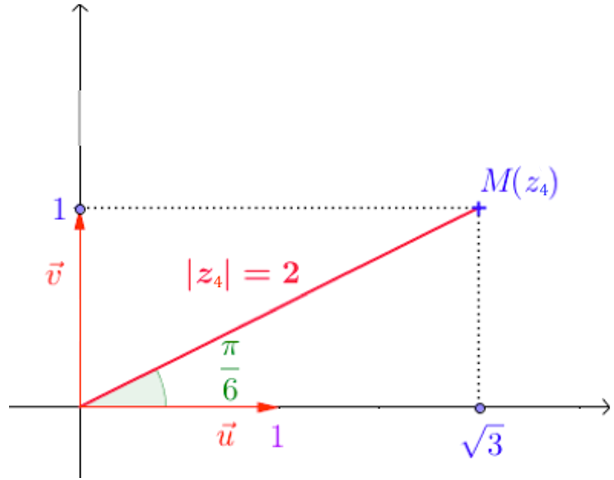 M(z₄)
1
|z₄| = 2
v⃗
π/6
u⃗ 1 √3